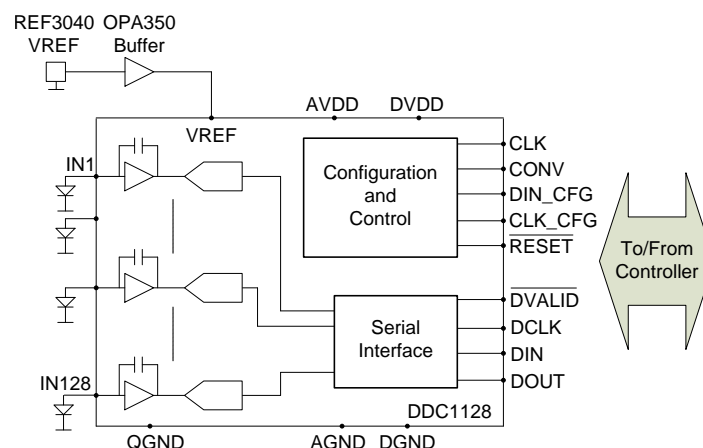 REF3040 OPA350
VREF Buffer
AVDD DVDD
VREF
IN1
Configuration
and
Control
CLK
CONV
DIN_CFG
CLK_CFG
RESET
To/From
Controller
Serial
Interface
DVALID
DCLK
DIN
DOUT
IN128
DDC1128
QGND AGND DGND